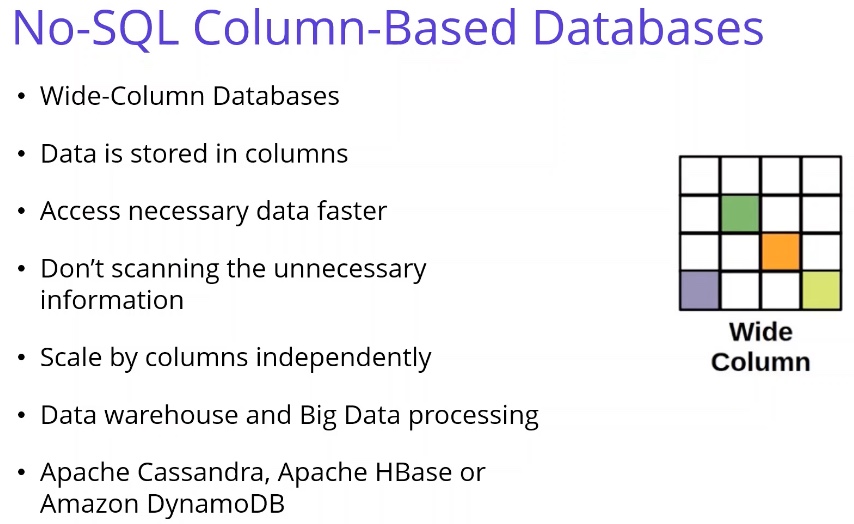 No-SQL Column-Based Databases
• Wide-Column Databases
• Data is stored in columns
• Access necessary data faster
• Don’t scanning the unnecessary
information
• Scale by columns independently
• Data warehouse and Big Data processing
• Apache Cassandra, Apache HBase or
Amazon DynamoDB
Wide
Column